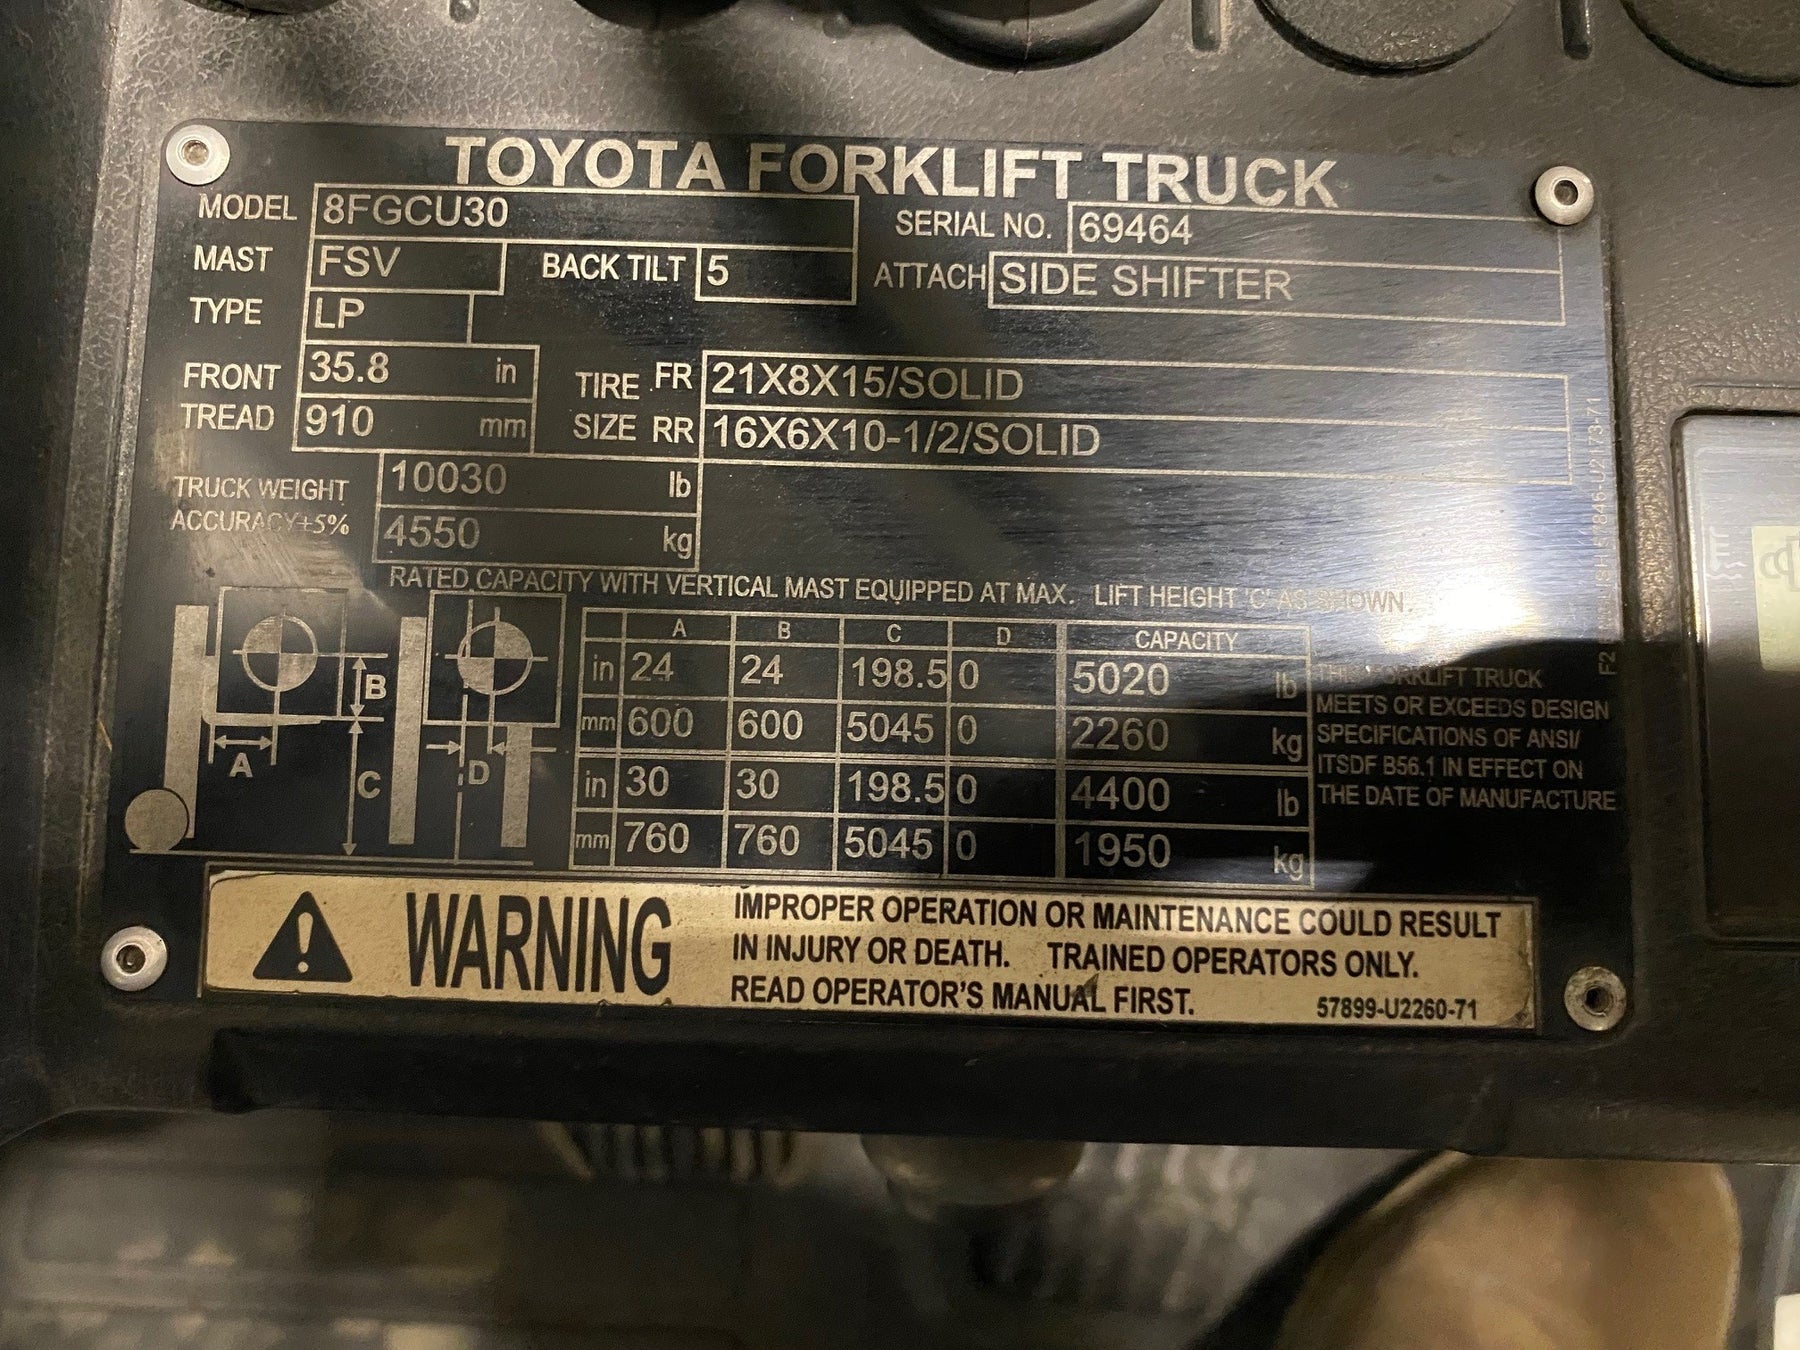 TOYOTA FORKLIFT TRUCK
MODEL 8FGCU30 SERIAL NO. 69464
MAST FSV BACK TILT 5 ATTACH SIDE SHIFTER
TYPE LP
FRONT TREAD 35.8 in TIRE SIZE FR 21X8X15/SOLID
910 mm RR 16X6X10-1/2/SOLID
TRUCK WEIGHT 10030 lb
ACCURACY±5% 4550 kg
RATED CAPACITY WITH VERTICAL MAST EQUIPPED AT MAX. LIFT HEIGHT 'C' AS SHOWN.
A B C D CAPACITY
in 24 24 198.5 0 5020 lb
mm 600 600 5045 0 2260 kg
in 30 30 198.5 0 4400 lb
mm 760 760 5045 0 1950 kg
A
B
C
D
THIS FORKLIFT TRUCK
MEETS OR EXCEEDS DESIGN
SPECIFICATIONS OF ANSI/
ITSDF B56.1 IN EFFECT ON
THE DATE OF MANUFACTURE
WARNING
IMPROPER OPERATION OR MAINTENANCE COULD RESULT
IN INJURY OR DEATH. TRAINED OPERATORS ONLY.
READ OPERATOR'S MANUAL FIRST.
57899-U2260-71